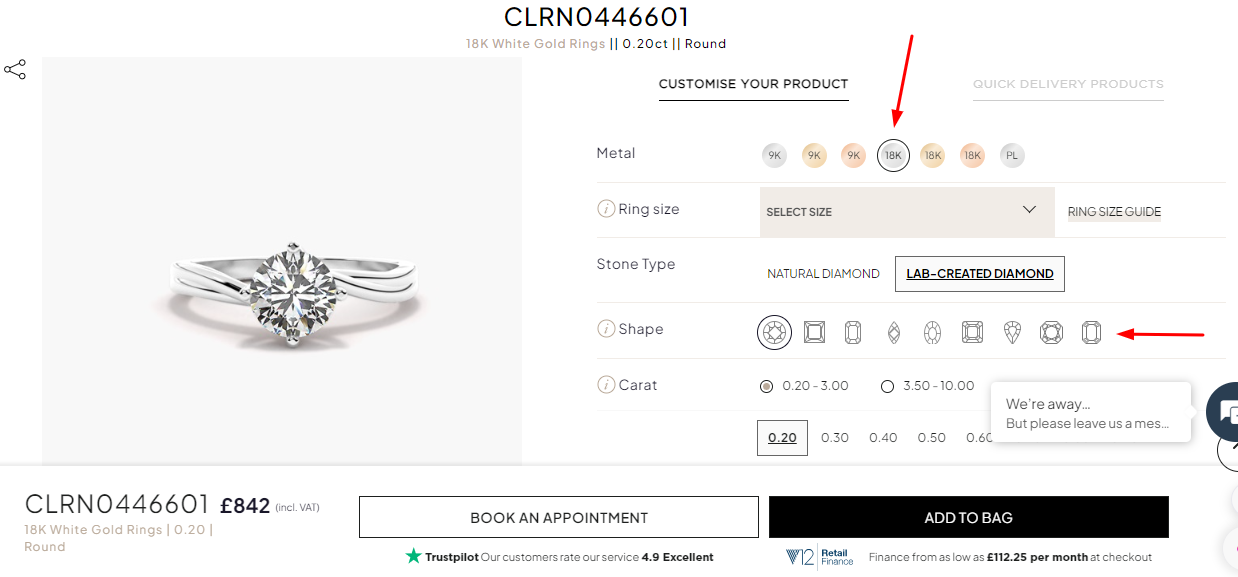 CLRN0446601
18K White Gold Rings || 0.20ct || Round
CUSTOMISE YOUR PRODUCT
QUICK DELIVERY PRODUCTS
Metal
9K 9K 9K 18K 18K 18K PL
i Ring size
SELECT SIZE
RING SIZE GUIDE
Stone Type
NATURAL DIAMOND
LAB-CREATED DIAMOND
i Shape
i Carat
0.20 - 3.00
3.50 - 10.00
We're away...
But please leave us a mes...
0.20 0.30 0.40 0.50 0.60
CLRN0446601 £842 (incl. VAT)
18K White Gold Rings | 0.20 |
Round
BOOK AN APPOINTMENT
ADD TO BAG
Trustpilot Our customers rate our service 4.9 Excellent
V12 Retail Finance
Finance from as low as £112.25 per month at checkout